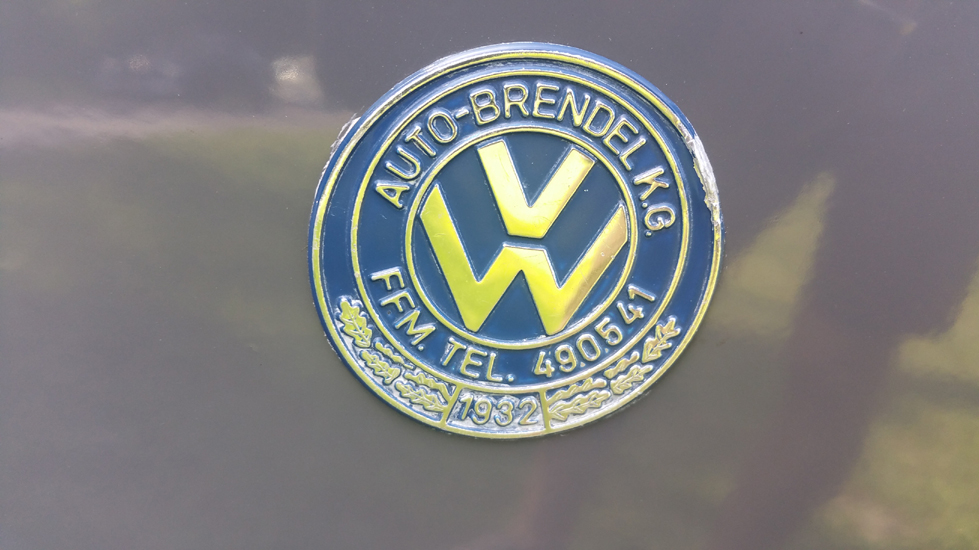 AUTO-BRENDEL K.G.
VW
FFM. TEL. 490541
1932